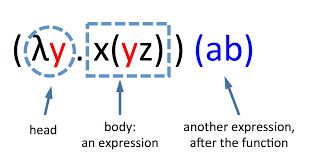 (λy.x(yz))(ab)
head
body:
an expression
another expression,
after the function